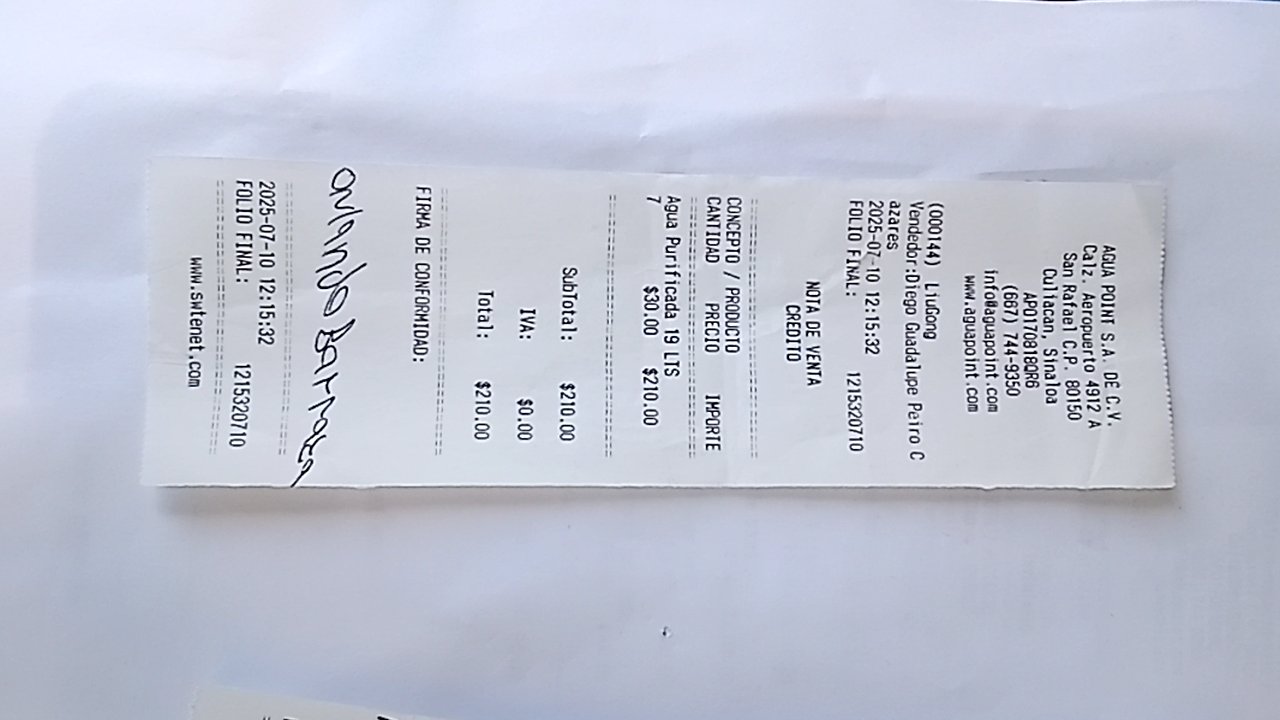 AGUA POINT S.A. DE C.V.
Calz. Aeropuerto 4912 A
San Rafael C.P. 80150
Culiacan, Sinaloa
APO170818QR6
(667) 744-9350
info@aguapoint.com
www.aguapoint.com
(000144) LiuGong
Vendedor:Diego Guadalupe Peiro C
azares
2025-07-10 12:15:32
FOLIO FINAL: 1215320710
NOTA DE VENTA
CREDITO
CONCEPTO / PRODUCTO
CANTIDAD PRECIO IMPORTE
Agua Purificada 19 LTS
7 $30.00 $210.00
SubTotal: $210.00
IVA: $0.00
Total: $210.00
FIRMA DE CONFORMIDAD:
2025-07-10 12:15:32
FOLIO FINAL: 1215320710
www.swtenet.com